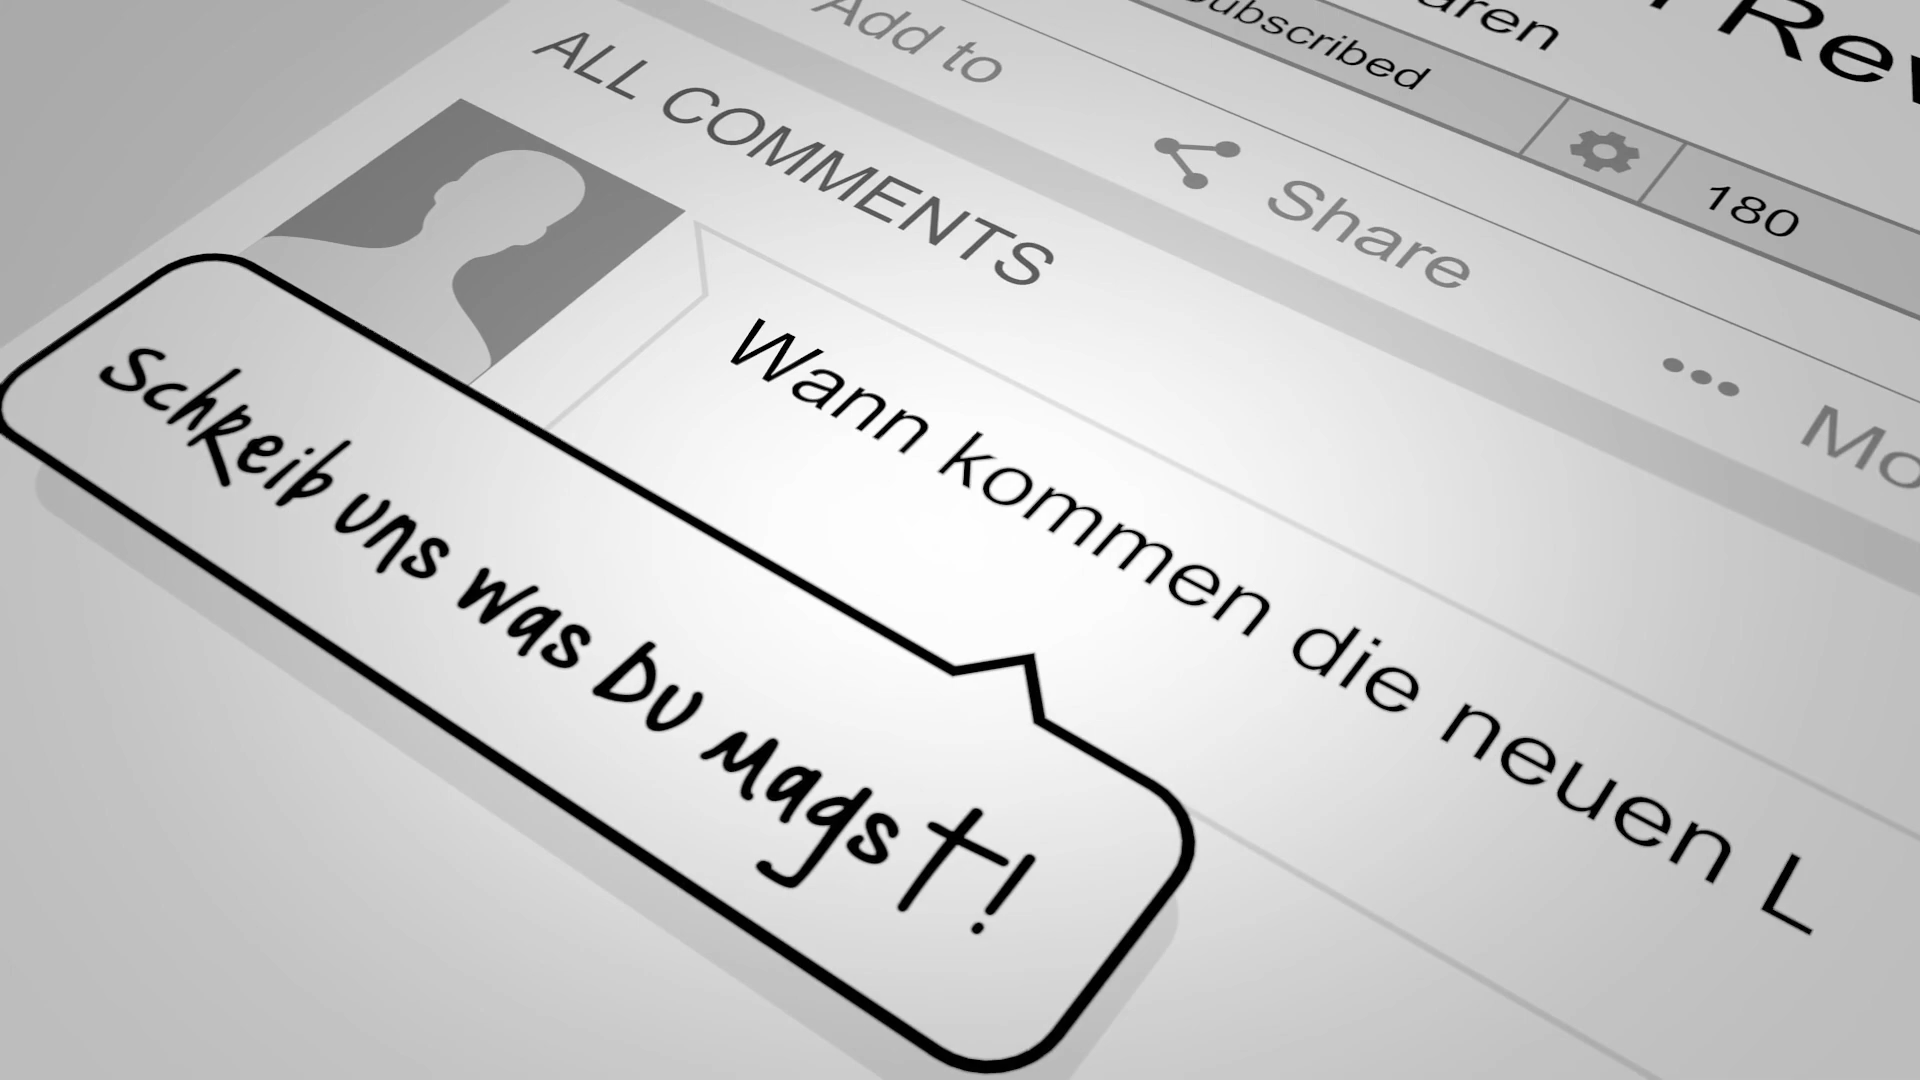 Subscribed
180
Add to
Share
ALL COMMENTS
Wann kommen die neuen L
Schreib uns was Du magst!